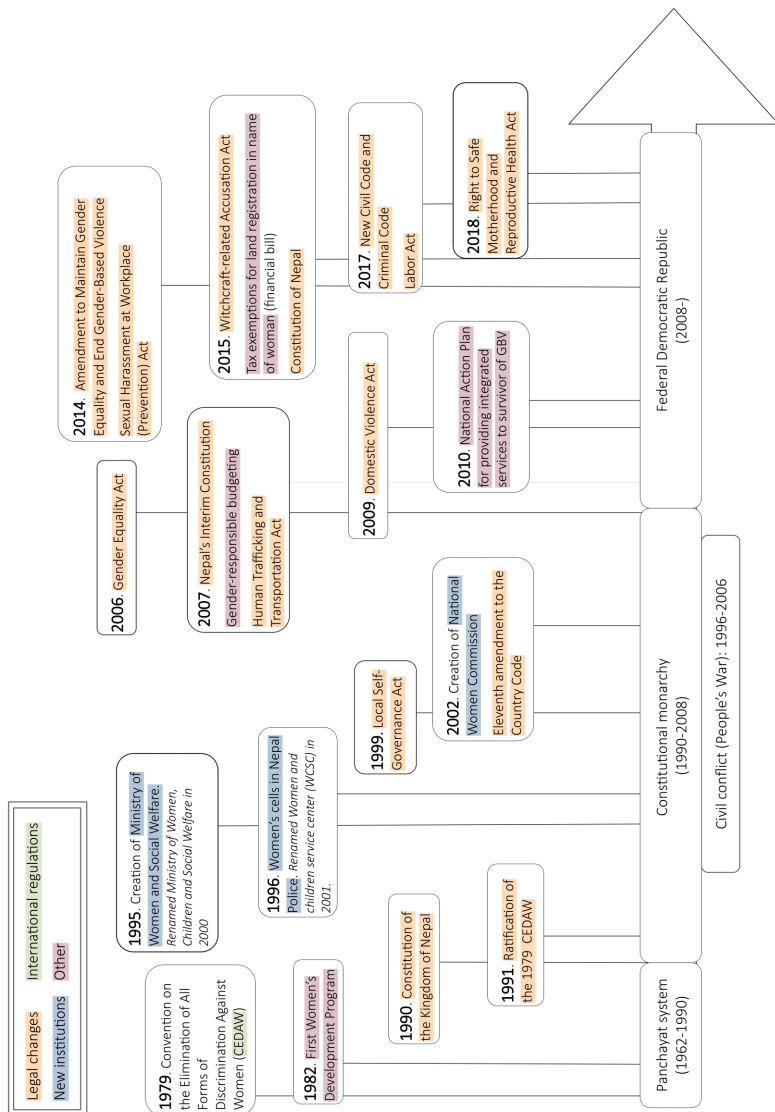 Legal changes
International regulations
New institutions
Other
1979. Convention on
the Elimination of All
Forms of
Discrimination Against
Women (CEDAW)
1982. First Women's
Development Program
1990. Constitution of
the Kingdom of Nepal
1991. Ratification of
the 1979 CEDAW
1995. Creation of Ministry of
Women and Social Welfare.
Renamed Ministry of Women,
Children and Social Welfare in
2000
1996. Women's cells in Nepal
Police. Renamed Women and
children service center (WCSC) in
2001.
1999. Local Self-
Governance Act
2002. Creation of National
Women Commission
Eleventh amendment to the
Country Code
2006. Gender Equality Act
2007. Nepal's Interim Constitution
Gender-responsible budgeting
Human Trafficking and
Transportation Act
2009. Domestic Violence Act
2010. National Action Plan
for providing integrated
services to survivor of GBV
2014. Amendment to Maintain Gender
Equality and End Gender-Based Violence
Sexual Harassment at Workplace
(Prevention) Act
2015. Witchcraft-related Accusation Act
Tax exemptions for land registration in name
of woman (financial bill)
Constitution of Nepal
2017. New Civil Code and
Criminal Code
Labor Act
2018. Right to Safe
Motherhood and
Reproductive Health Act
Panchayat system
(1962-1990)
Constitutional monarchy
(1990-2008)
Federal Democratic Republic
(2008-)
Civil conflict (People's War): 1996-2006